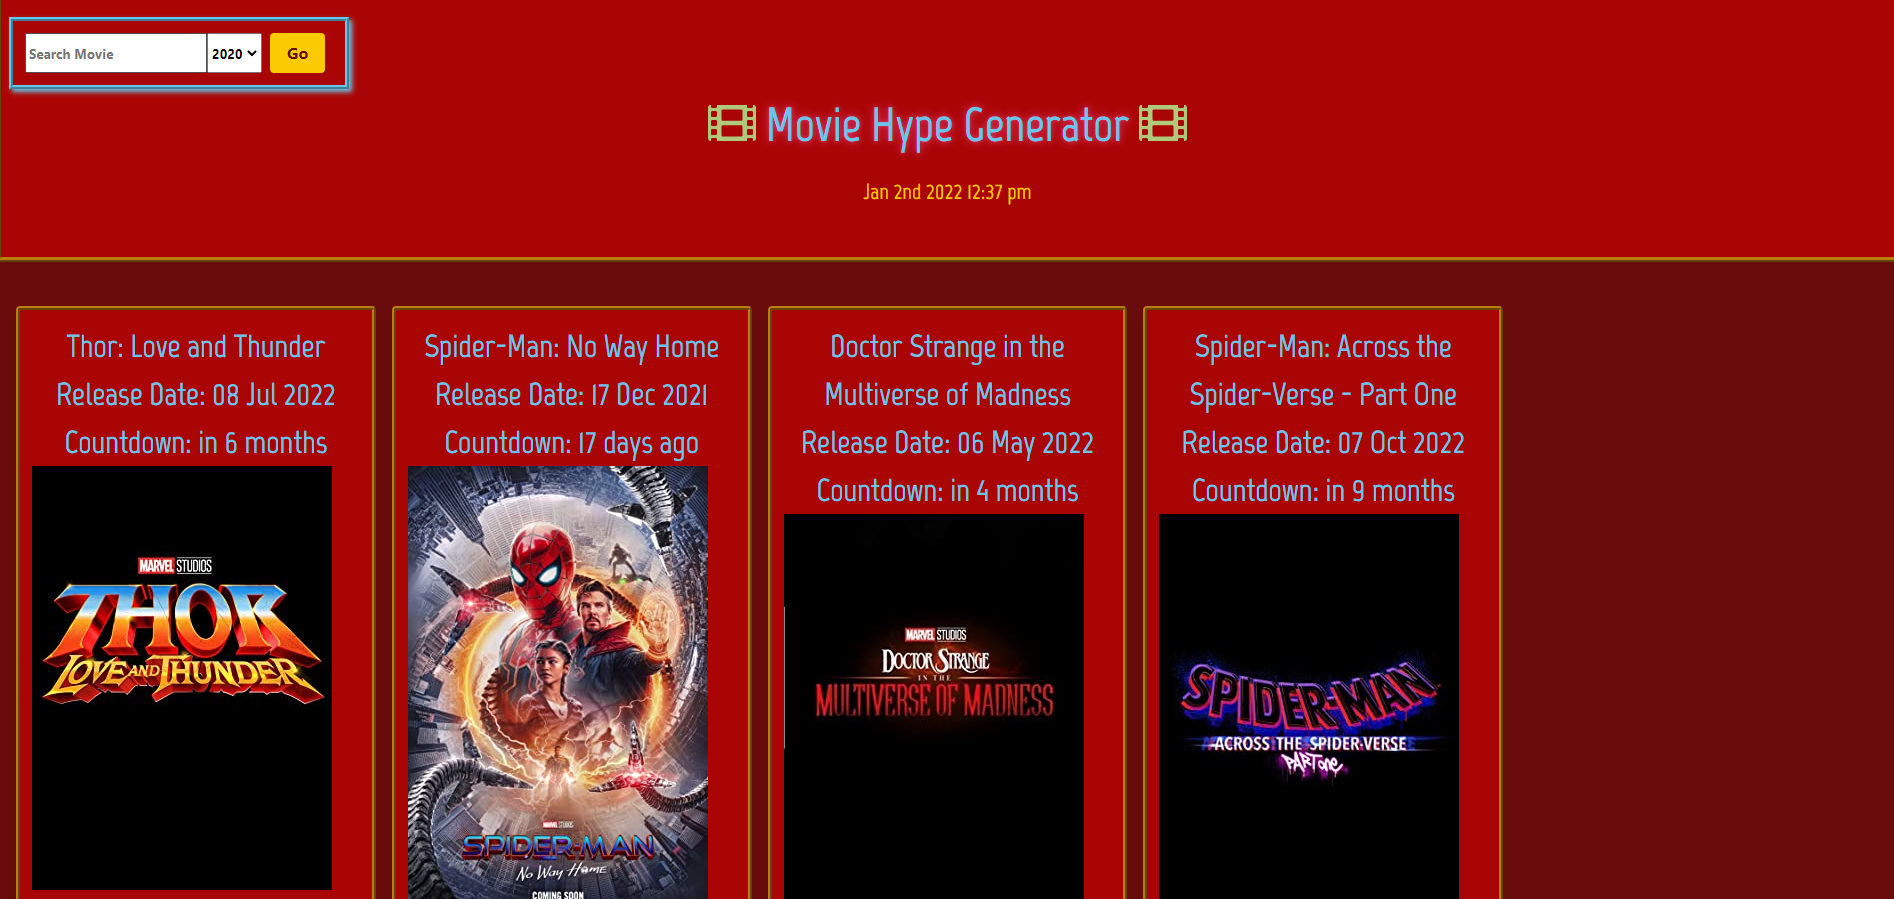 Search Movie
2020
Go
Movie Hype Generator
Jan 2nd 2022 12:37 pm
Thor: Love and Thunder
Release Date: 08 Jul 2022
Countdown: in 6 months
MARVEL STUDIOS
THOR
LOVE AND THUNDER
Spider-Man: No Way Home
Release Date: 17 Dec 2021
Countdown: 17 days ago
MARVEL STUDIOS
SPIDER-MAN
No Way Home
COMING SOON
Doctor Strange in the
Multiverse of Madness
Release Date: 06 May 2022
Countdown: in 4 months
MARVEL STUDIOS
DOCTOR STRANGE
IN THE
MULTIVERSE OF MADNESS
Spider-Man: Across the
Spider-Verse - Part One
Release Date: 07 Oct 2022
Countdown: in 9 months
SPIDER-MAN
ACROSS THE SPIDER-VERSE
PART one